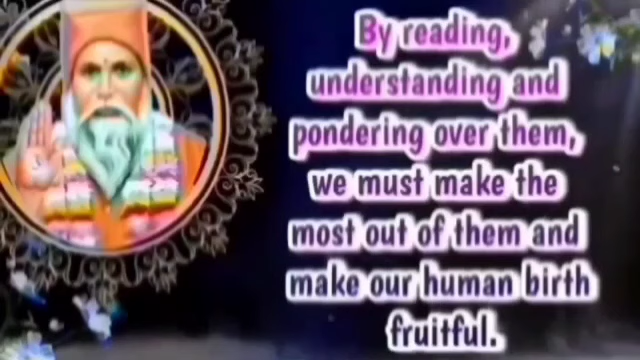 By reading,
understanding and
pondering over them,
we must make the
most out of them and
make our human birth
fruitful.